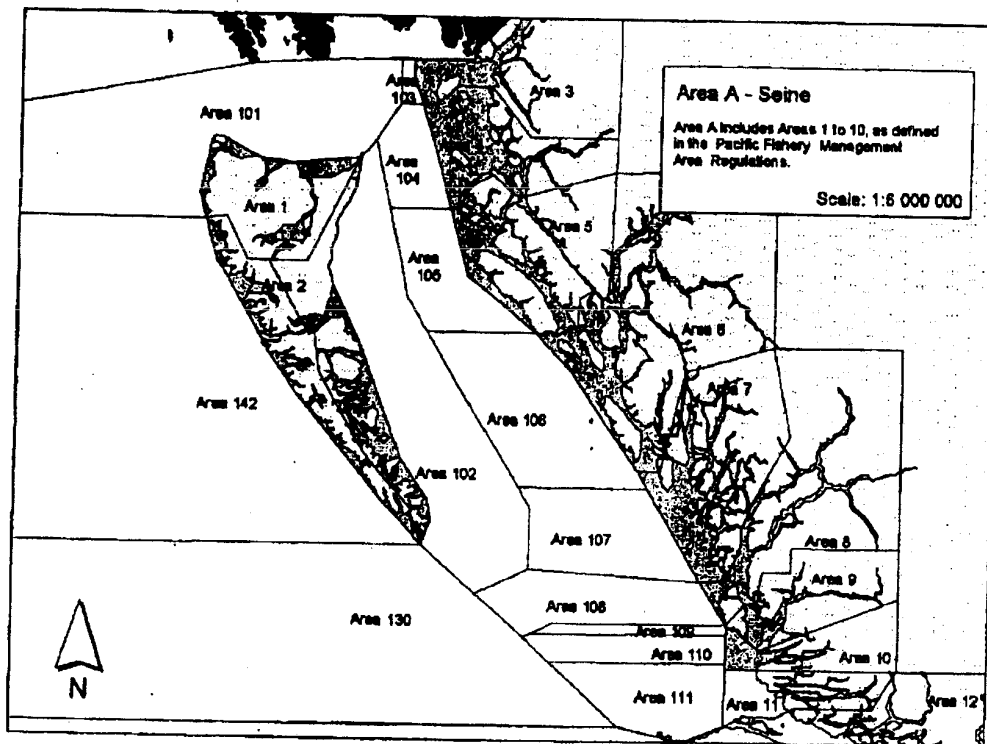 Area A - Seine
Area A includes Areas 1 to 10, as defined
in the Pacific Fishery Management
Area Regulations.
Scale: 1:6 000 000
Area 103
Area 3
Area 101
Area 104
Area 1
Area 5
Area 105
Area 2
Area 6
Area 7
Area 142
Area 106
Area 102
Area 107
Area 8
Area 9
Area 108
Area 130
Area 109
Area 110
Area 10
Area 111
Area 11
Area 12
N